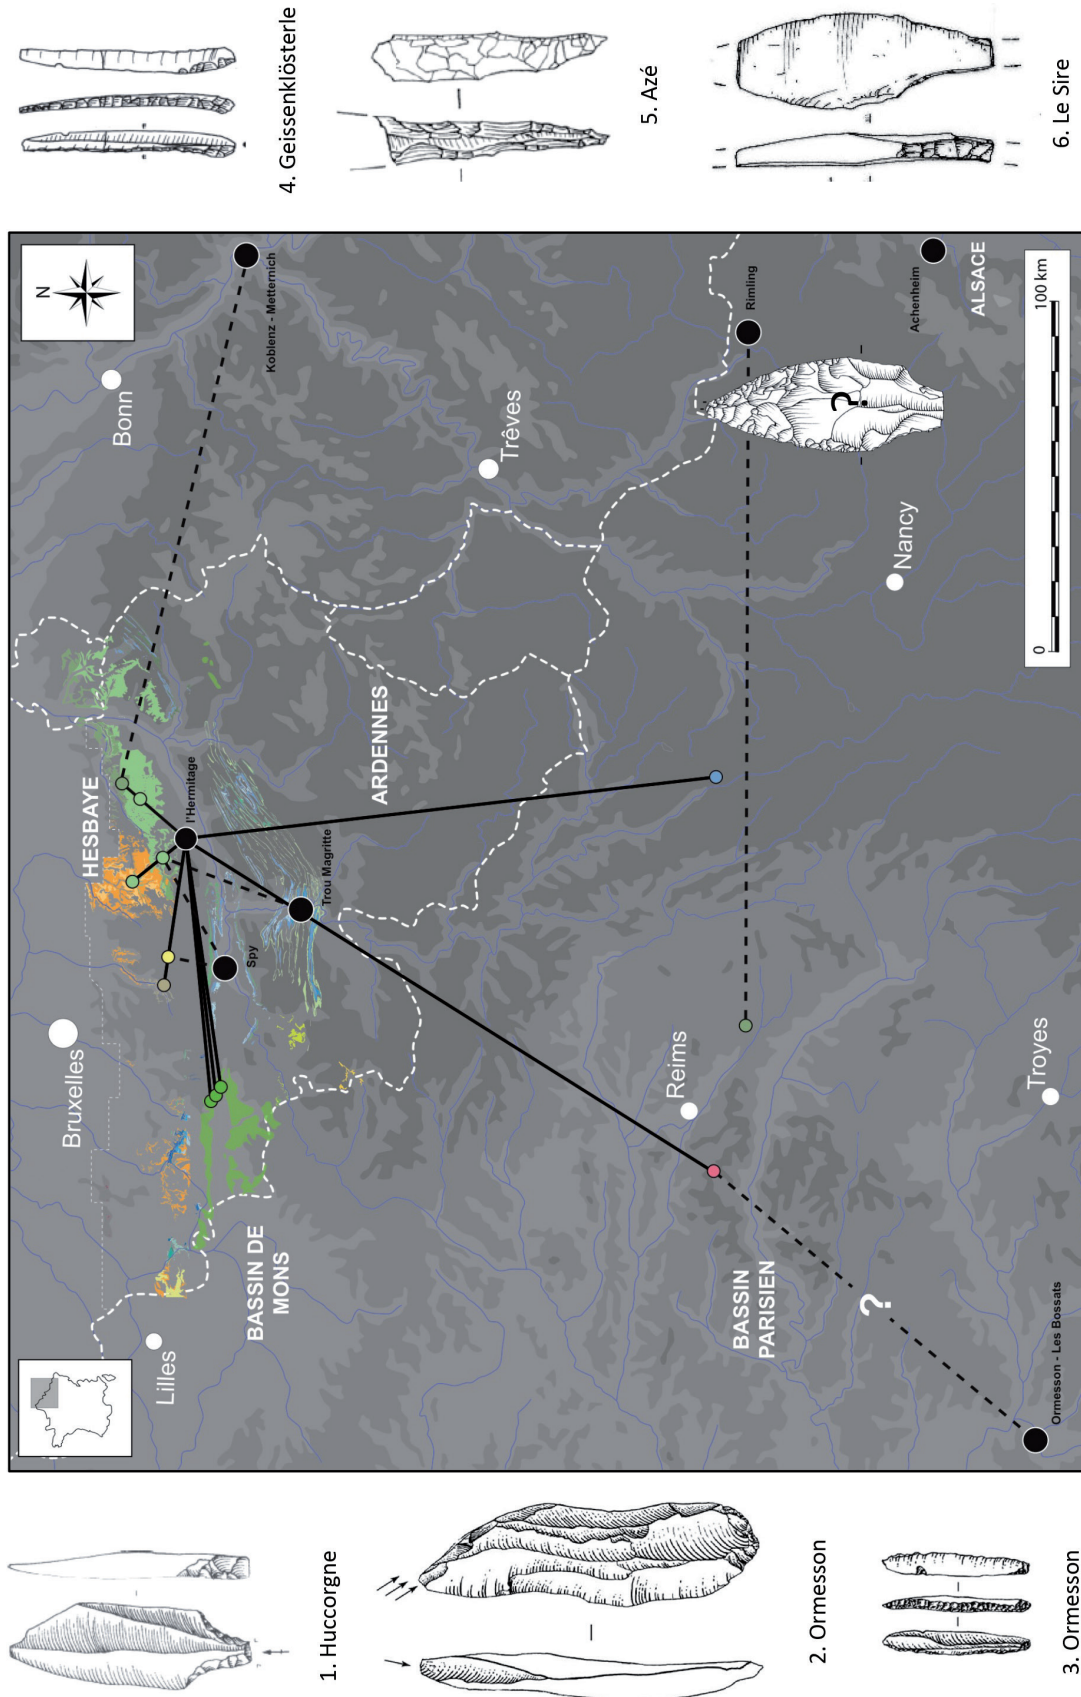 4. Geissenklösterle
5. Azé
6. Le Sire
N
Bonn
Koblenz - Metternich
Trêves
Rimling
Achenheim
ALSACE
?
Nancy
0
100 km
HESBAYE
l'Hermitage
ARDENNES
Trou Magritte
Spy
Bruxelles
Reims
Troyes
Lilles
BASSIN DE
MONS
BASSIN
PARISIEN
?
Ormesson - Les Bossats
1. Huccorgne
2. Ormesson
3. Ormesson